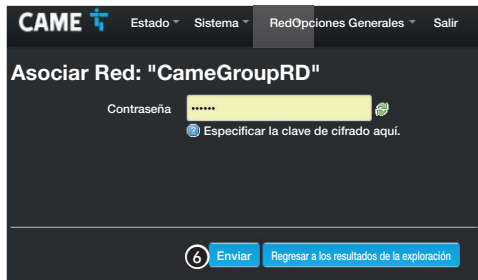 CAME Estado Sistema RedOpciones Generales Salir
Asociar Red: "CameGroupRD"
Contraseña ••••••
Especificar la clave de cifrado aquí.
6 Enviar Regresar a los resultados de la exploración